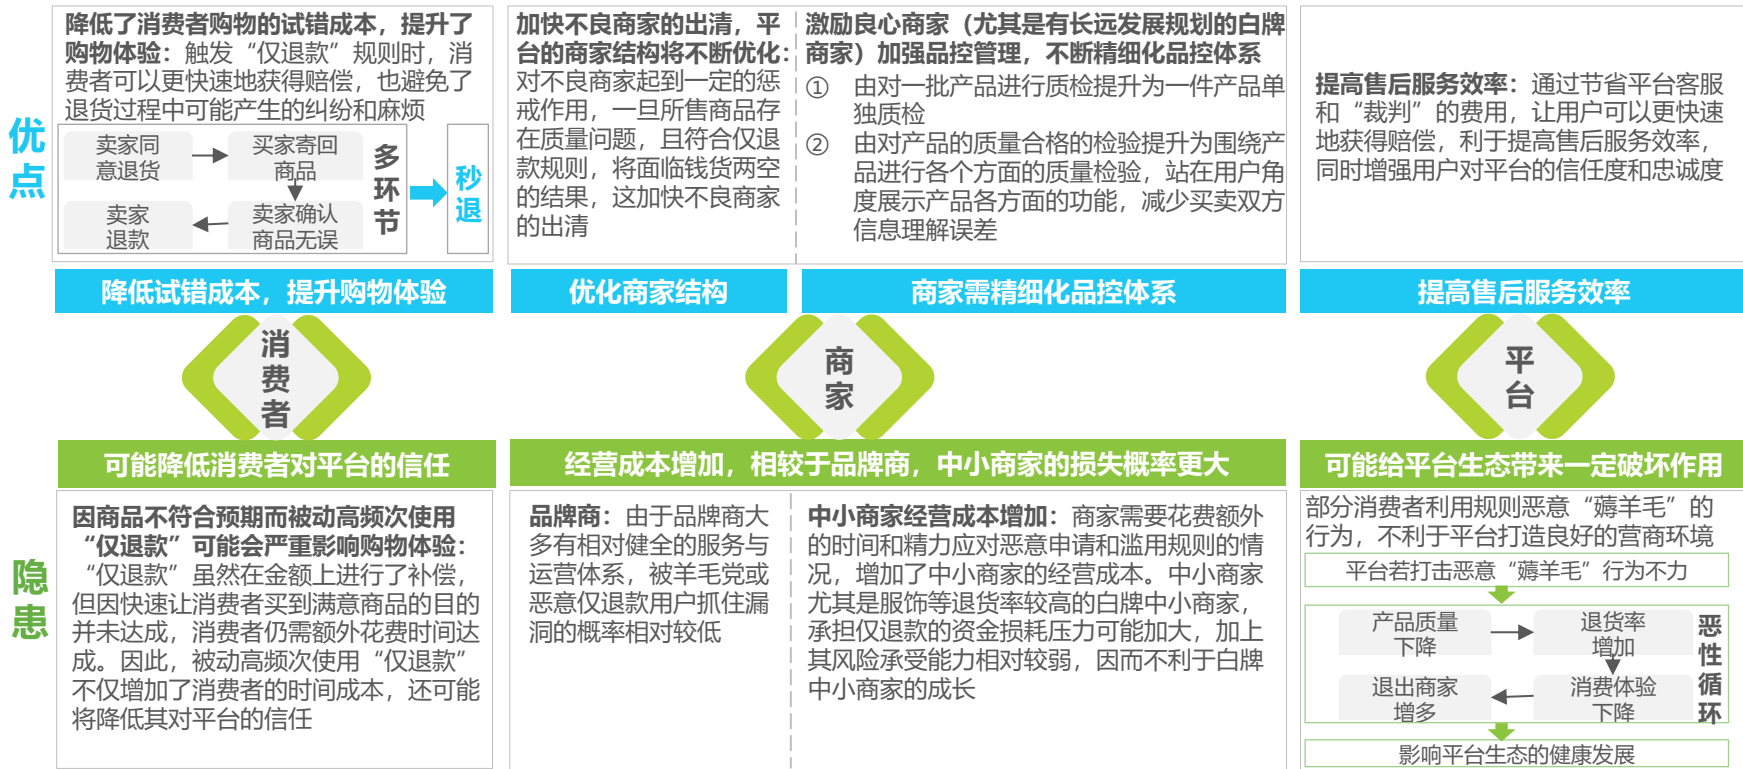 优
点
降低了消费者购物的试错成本，提升了
购物体验：触发“仅退款”规则时，消
费者可以更快速地获得赔偿，也避免了
退货过程中可能产生的纠纷和麻烦
卖家同
意退货
买家寄回
商品
卖家
退款
卖家确认
商品无误
多
环
节
秒
退
加快不良商家的出清，平
台的商家结构将不断优化：
对不良商家起到一定的惩
戒作用，一旦所售商品存
在质量问题，且符合仅退
款规则，将面临钱货两空
的结果，这加快不良商家
的出清
激励良心商家（尤其是有长远发展规划的白牌
商家）加强品控管理，不断精细化品控体系
① 由对一批产品进行质检提升为一件产品单
独质检
② 由对产品的质量合格的检验提升为围绕产
品进行各个方面的质量检验，站在用户角
度展示产品各方面的功能，减少买卖双方
信息理解误差
提高售后服务效率：通过节省平台客服
和“裁判”的费用，让用户可以更快速
地获得赔偿，利于提高售后服务效率，
同时增强用户对平台的信任度和忠诚度
降低试错成本，提升购物体验
优化商家结构
商家需精细化品控体系
提高售后服务效率
消
费
者
商
家
平
台
可能降低消费者对平台的信任
经营成本增加，相较于品牌商，中小商家的损失概率更大
可能给平台生态带来一定破坏作用
隐
患
因商品不符合预期而被动高频次使用
“仅退款”可能会严重影响购物体验：
“仅退款”虽然在金额上进行了补偿，
但因快速让消费者买到满意商品的目的
并未达成，消费者仍需额外花费时间达
成。因此，被动高频次使用“仅退款”
不仅增加了消费者的时间成本，还可能
将降低其对平台的信任
品牌商：由于品牌商大
多有相对健全的服务与
运营体系，被羊毛党或
恶意仅退款用户抓住漏
洞的概率相对较低
中小商家经营成本增加：商家需要花费额外
的时间和精力应对恶意申请和滥用规则的情
况，增加了中小商家的经营成本。中小商家
尤其是服饰等退货率较高的白牌中小商家，
承担仅退款的资金损耗压力可能加大，加上
其风险承受能力相对较弱，因而不利于白牌
中小商家的成长
部分消费者利用规则恶意“薅羊毛”的
行为，不利于平台打造良好的营商环境
平台若打击恶意“薅羊毛”行为不力
产品质量
下降
退货率
增加
退出商家
增多
消费体验
下降
恶
性
循
环
影响平台生态的健康发展